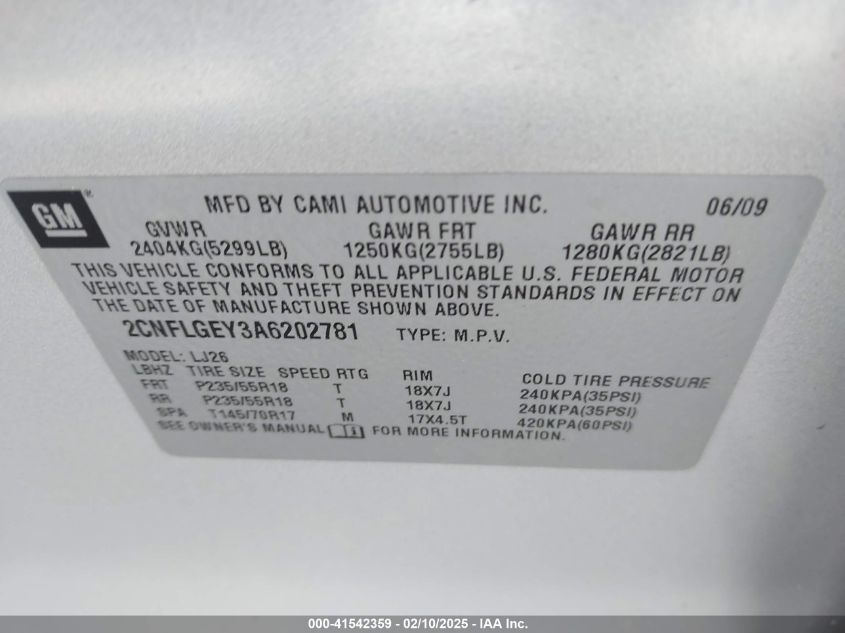 GM®
MFD BY CAMI AUTOMOTIVE INC. 06/09
GVWR GAWR FRT GAWR RR
2404KG(5299LB) 1250KG(2755LB) 1280KG(2821LB)
THIS VEHICLE CONFORMS TO ALL APPLICABLE U.S. FEDERAL MOTOR
VEHICLE SAFETY AND THEFT PREVENTION STANDARDS IN EFFECT ON
THE DATE OF MANUFACTURE SHOWN ABOVE.
2CNFLGEY3A6202781 TYPE: M.P.V.
MODEL: LJ26
LBHZ TIRE SIZE SPEED RTG RIM COLD TIRE PRESSURE
FRT P235/55R18 T 18X7J 240KPA(35PSI)
RR P235/55R18 T 18X7J 240KPA(35PSI)
SPA T145/70R17 M 17X4.5T 420KPA(60PSI)
SEE OWNER'S MANUAL FOR MORE INFORMATION.
000-41542359 - 02/10/2025 - IAA Inc.